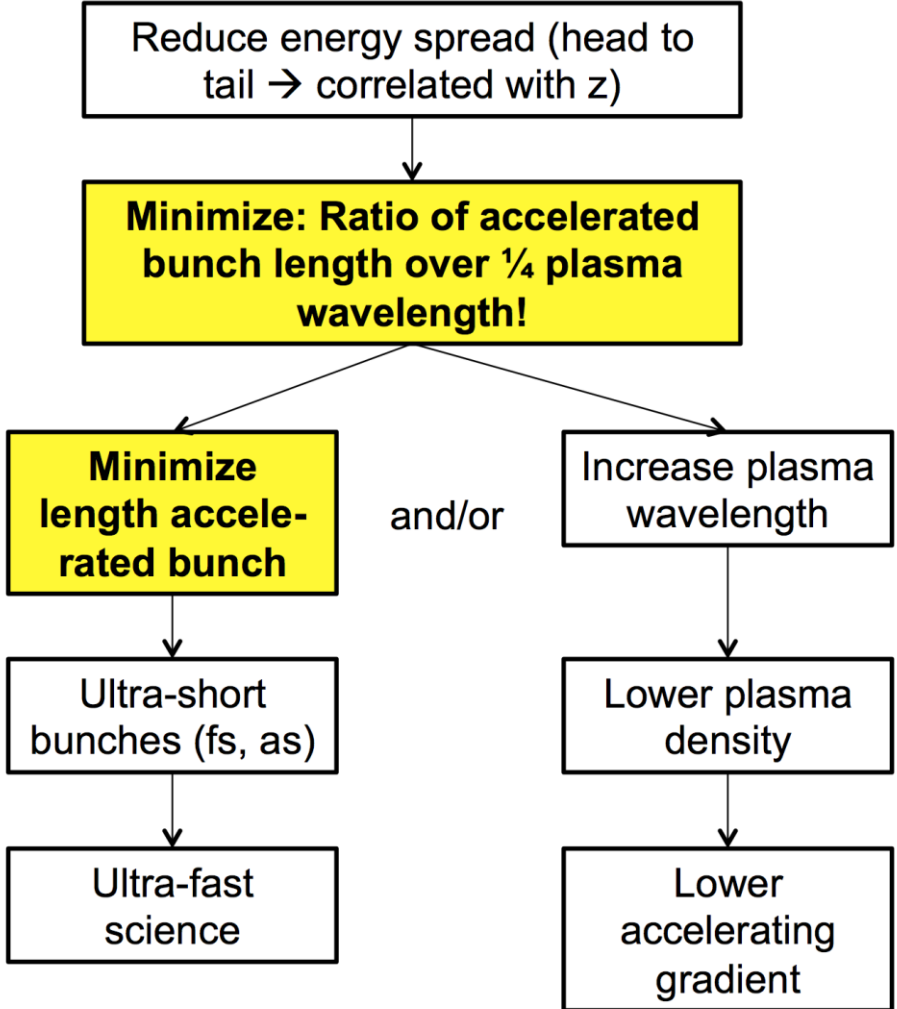 Reduce energy spread (head to
tail → correlated with z)
Minimize: Ratio of accelerated
bunch length over ¼ plasma
wavelength!
Minimize
length accele-
rated bunch
and/or
Increase plasma
wavelength
Ultra-short
bunches (fs, as)
Lower plasma
density
Ultra-fast
science
Lower
accelerating
gradient